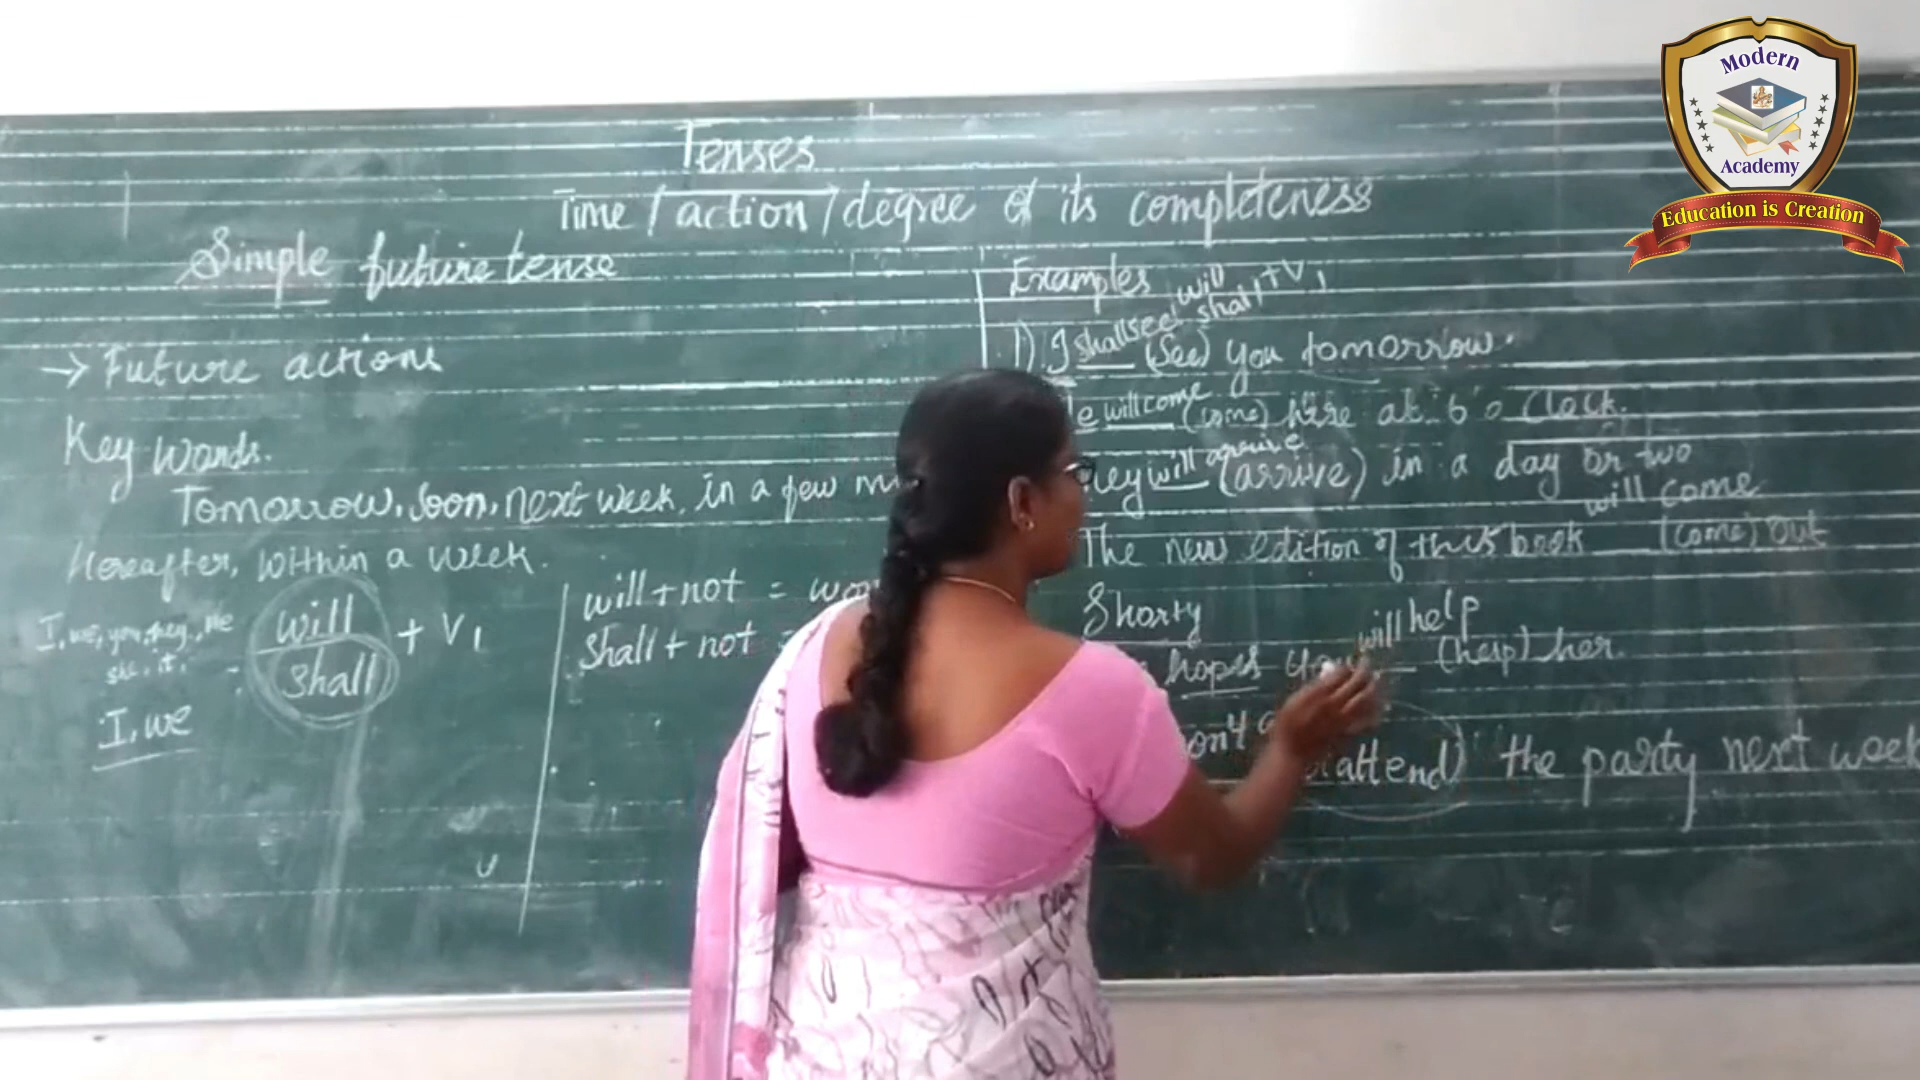 Modern
Academy
Education is Creation
Tenses
Time / action / degree of its completeness
Simple future tense
→ Future actions
Key words.
Tomorrow, Soon, next week, in a few
Hereafter, within a week.
I, we, you, they, He
she, it,
I, we
will
shall
+ V1
will + not =
shall + not =
Examples
will
shall + V1
1) I shall see (See) you tomorrow.
will come (come) here at 6 o Clock.
will arrive (arrive) in a day or two
will come
The new edition of this book (come) out
Shorty
hopes you will help (help) her.
attend) the party next week